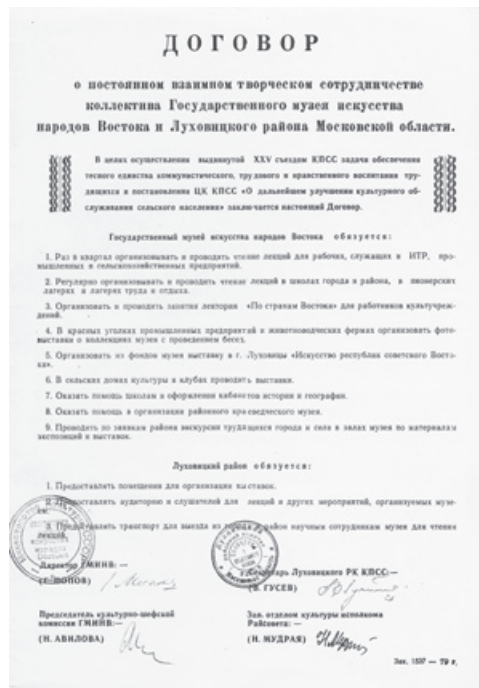 ДОГОВОР
о постоянном взаимном творческом сотрудничестве
коллектива Государственного музея искусства
народов Востока и Луховицкого района Московской области.
В целях осуществления выдвинутой XXV съездом КПСС задачи обеспечения
тесного единства коммунистического, трудового и нравственного воспитания тру-
дящихся и постановления ЦК КПСС «О дальнейшем улучшении культурного об-
служивания сельского населения» заключается настоящий Договор.
Государственный музей искусства народов Востока обязуется:
1. Раз в квартал организовывать и проводить чтение лекций для рабочих, служащих и ИТР, про-
мышленных и сельскохозяйственных предприятий.
2. Регулярно организовывать и проводить чтение лекций в школах города и района, в пионерских
лагерях и лагерях труда и отдыха.
3. Организовать и проводить занятия лектория «По странам Востока» для работников культучреж-
дений.
4. В красных уголках промышленных предприятий и животноводческих фермах организовать фото-
выставки о коллекциях музея с проведением бесед.
5. Организовать из фондов музея выставку в г. Луховицы «Искусство республик советского Восто-
ка».
6. В сельских домах культуры и клубах проводить выставки.
7. Оказать помощь школам и оформлении кабинетов истории и географии.
8. Оказать помощь в организации районного краеведческого музея.
9. Проводить по заявкам района экскурсии трудящихся города и села в залах музея по материалам
экспозиций и выставок.
Луховицкий район обязуется:
1. Предоставлять помещения для организации выставок.
2. Предоставлять аудиторию и слушателей для лекций и других мероприятий, организуемых музе-
ем.
3. Предоставлять транспорт для выезда из города в район научным сотрудникам музея для чтения
лекций.
Директор ГМИНВ:—
(Г. ПОПОВ)
Секретарь Луховицкого РК КПСС:—
(В. ГУСЕВ)
Председатель культурно-шефской
комиссии ГМИНВ:—
(Н. АВИЛОВА)
Зав. отделом культуры исполкома
Райсовета:—
(Н. МУДРАЯ)
Зак. 1537 — 79 г.